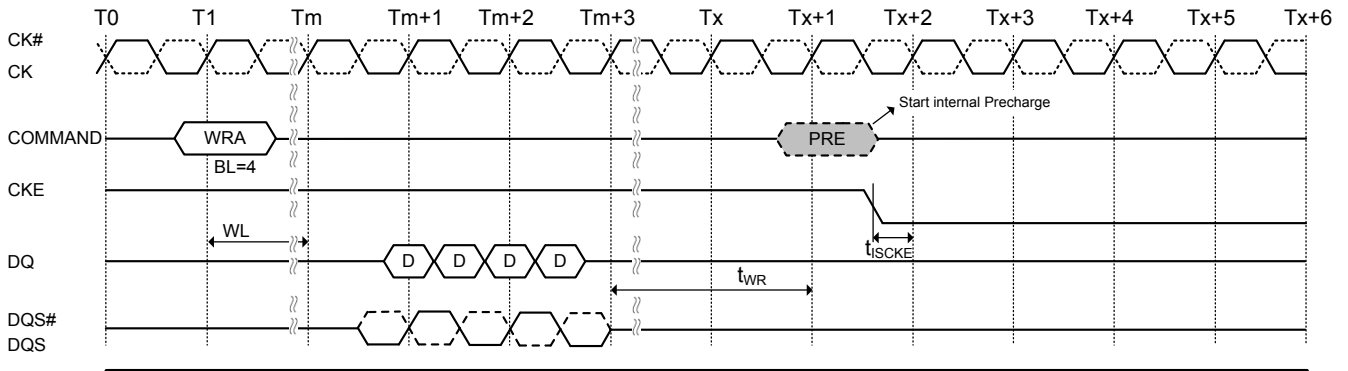 T0 T1 Tm Tm+1 Tm+2 Tm+3 Tx Tx+1 Tx+2 Tx+3 Tx+4 Tx+5 Tx+6
CK#
CK
Start internal Precharge
COMMAND WRA PRE
BL=4
CKE
WL
tISCKE
DQ D D D D
tWR
DQS#
DQS